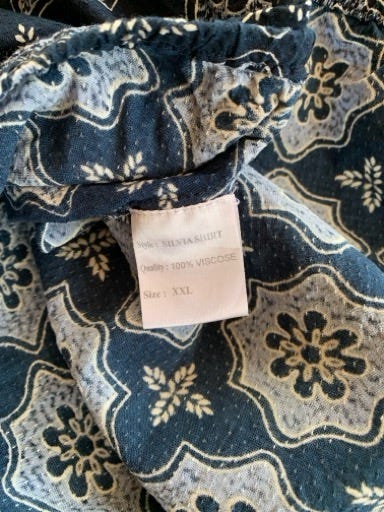 Style : SILVIA SHIRT
Quality : 100% VISCOSE
Size : XXL